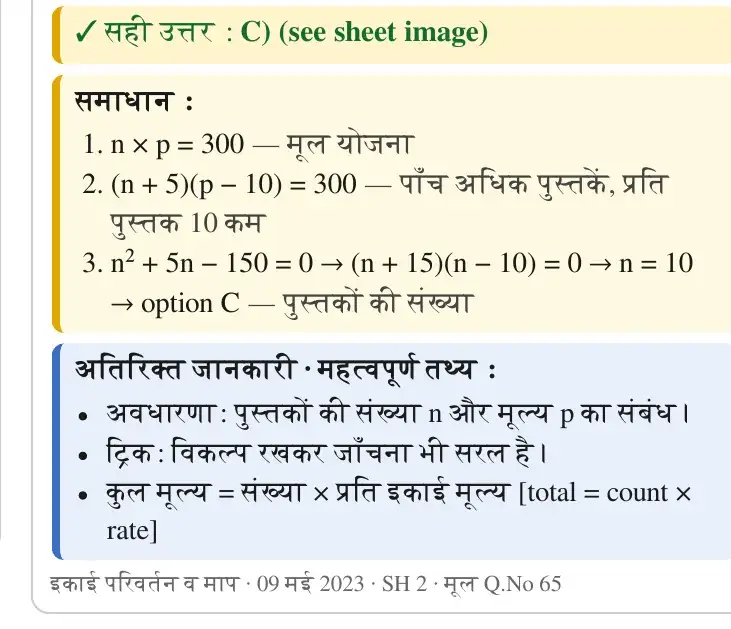 ✓ सही उत्तर : C) (see sheet image)
समाधान :
1. n × p = 300 — मूल योजना
2. (n + 5)(p − 10) = 300 — पाँच अधिक पुस्तकें, प्रति
पुस्तक 10 कम
3. n² + 5n − 150 = 0 → (n + 15)(n − 10) = 0 → n = 10
→ option C — पुस्तकों की संख्या
अतिरिक्त जानकारी · महत्वपूर्ण तथ्य :
• अवधारणा : पुस्तकों की संख्या n और मूल्य p का संबंध।
• ट्रिक : विकल्प रखकर जाँचना भी सरल है।
• कुल मूल्य = संख्या × प्रति इकाई मूल्य [total = count ×
rate]
इकाई परिवर्तन व माप · 09 मई 2023 · SH 2 · मूल Q.No 65